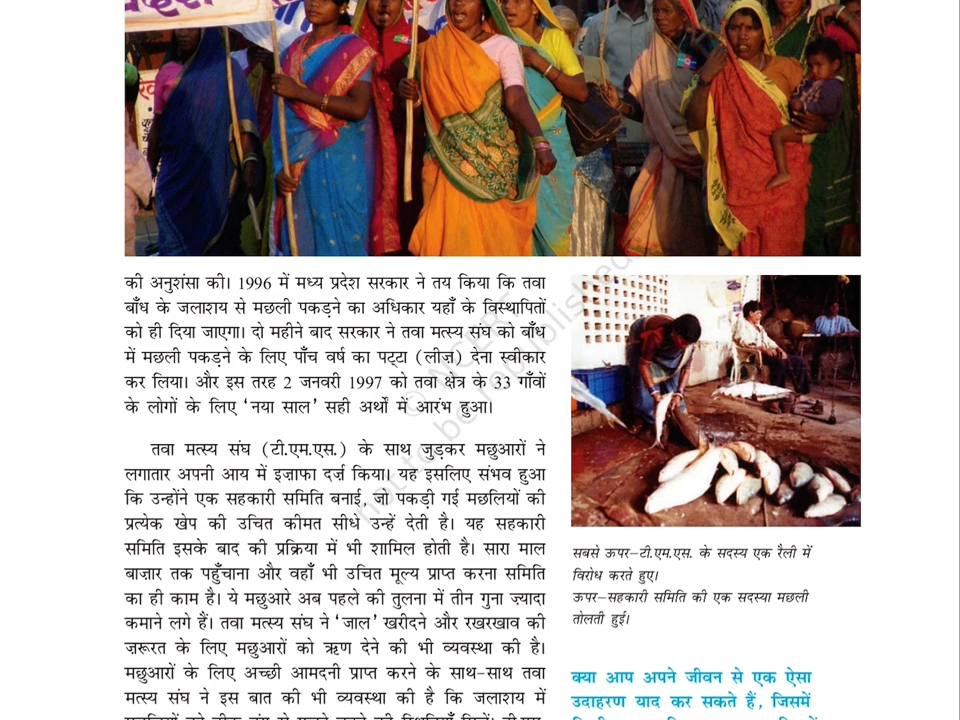 की अनुशंसा की। 1996 में मध्य प्रदेश सरकार ने तय किया कि तवा
बाँध के जलाशय से मछली पकड़ने का अधिकार यहाँ के विस्थापितों
को ही दिया जाएगा। दो महीने बाद सरकार ने तवा मत्स्य संघ को बाँध
में मछली पकड़ने के लिए पाँच वर्ष का पट्टा (लीज़) देना स्वीकार
कर लिया। और इस तरह 2 जनवरी 1997 को तवा क्षेत्र के 33 गाँवों
के लोगों के लिए ‘नया साल’ सही अर्थों में आरंभ हुआ।
तवा मत्स्य संघ (टी.एम.एस.) के साथ जुड़कर मछुआरों ने
लगातार अपनी आय में इज़ाफा दर्ज़ किया। यह इसलिए संभव हुआ
कि उन्होंने एक सहकारी समिति बनाई, जो पकड़ी गई मछलियों की
प्रत्येक खेप की उचित कीमत सीधे उन्हें देती है। यह सहकारी
समिति इसके बाद की प्रक्रिया में भी शामिल होती है। सारा माल
बाज़ार तक पहुँचाना और वहाँ भी उचित मूल्य प्राप्त करना समिति
का ही काम है। ये मछुआरे अब पहले की तुलना में तीन गुना ज़्यादा
कमाने लगे हैं। तवा मत्स्य संघ ने ‘जाल’ खरीदने और रखरखाव की
ज़रूरत के लिए मछुआरों को ऋण देने की भी व्यवस्था की है।
मछुआरों के लिए अच्छी आमदनी प्राप्त करने के साथ-साथ तवा
मत्स्य संघ ने इस बात की भी व्यवस्था की है कि जलाशय में
सबसे ऊपर–टी.एम.एस. के सदस्य एक रैली में
विरोध करते हुए।
ऊपर–सहकारी समिति की एक सदस्या मछली
तोलती हुई।
क्या आप अपने जीवन से एक ऐसा
उदाहरण याद कर सकते हैं, जिसमें
© NCERT
not to be republished